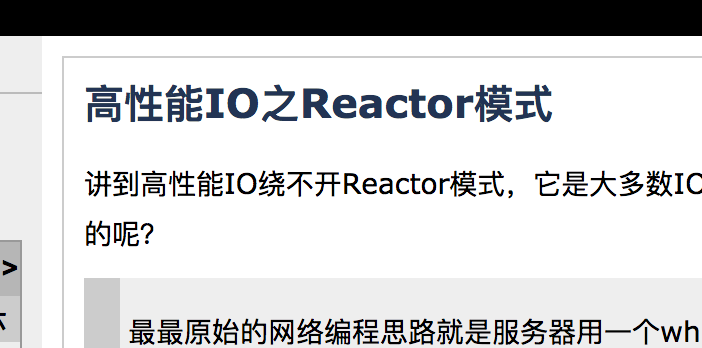 高性能IO之Reactor模式
讲到高性能IO绕不开Reactor模式，它是大多数IO
的呢？
>
最最原始的网络编程思路就是服务器用一个wh